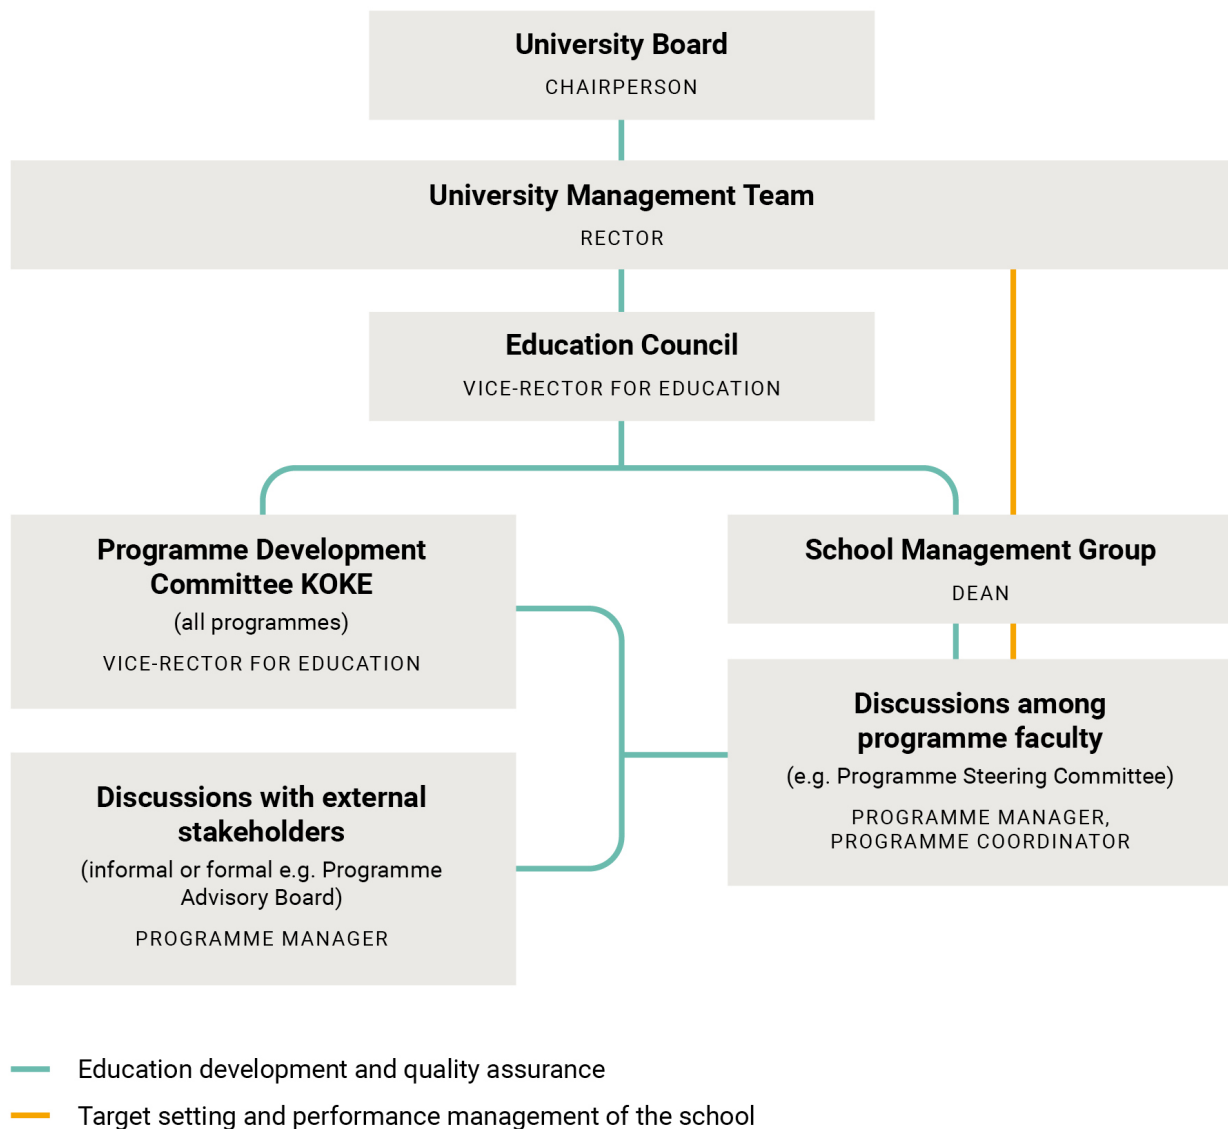 University Board
CHAIRPERSON
University Management Team
RECTOR
Education Council
VICE-RECTOR FOR EDUCATION
Programme Development
Committee KOKE
(all programmes)
VICE-RECTOR FOR EDUCATION
School Management Group
DEAN
Discussions among
programme faculty
(e.g. Programme Steering Committee)
PROGRAMME MANAGER,
PROGRAMME COORDINATOR
Discussions with external
stakeholders
(informal or formal e.g. Programme
Advisory Board)
PROGRAMME MANAGER
Education development and quality assurance
Target setting and performance management of the school